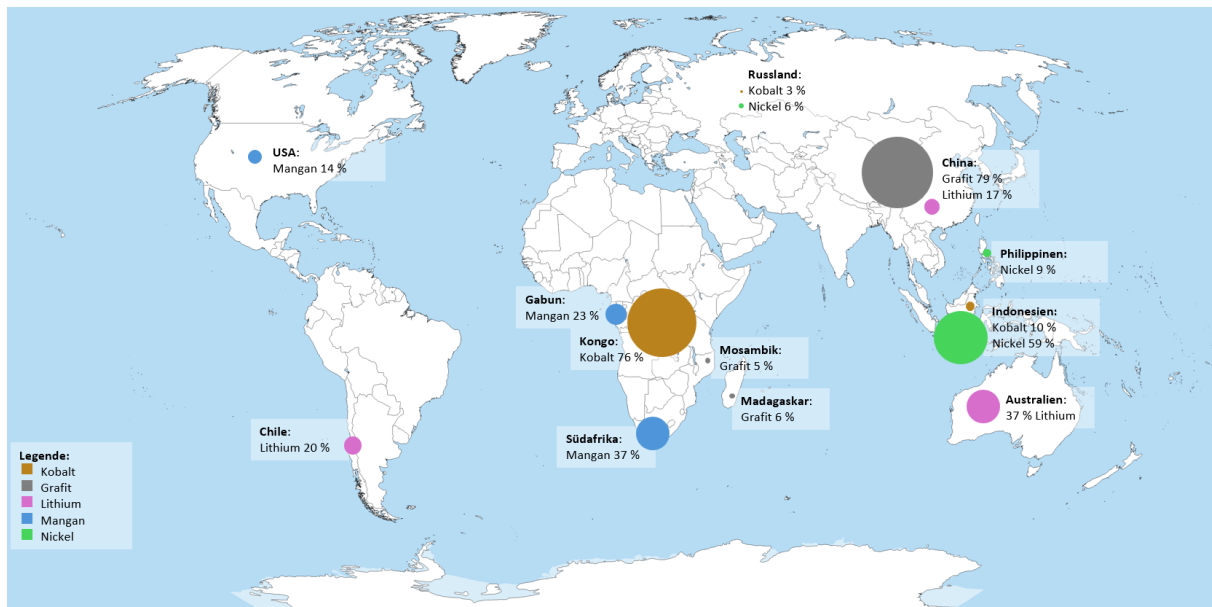 Russland:
Kobalt 3 %
Nickel 6 %
USA:
Mangan 14 %
China:
Grafit 79 %
Lithium 17 %
Philippinen:
Nickel 9 %
Gabun:
Mangan 23 %
Indonesien:
Kobalt 10 %
Nickel 59 %
Kongo:
Kobalt 76 %
Mosambik:
Grafit 5 %
Madagaskar:
Grafit 6 %
Australien:
37 % Lithium
Chile:
Lithium 20 %
Südafrika:
Mangan 37 %
Legende:
Kobalt
Grafit
Lithium
Mangan
Nickel